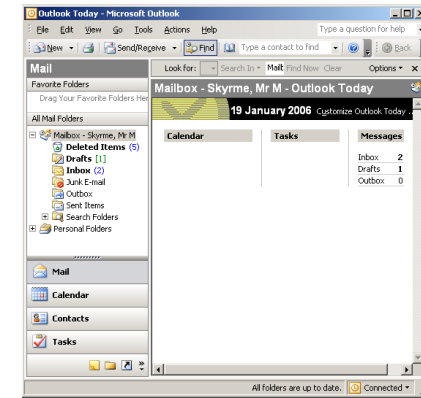 Outlook Today - Microsoft Outlook
File Edit View Go Tools Actions Help Type a question for help
New Send/Receive Find Type a contact to find Back
Mail
Look for: Search In Mail Find Now Clear Options
Favorite Folders
Drag Your Favorite Folders Her
All Mail Folders
Mailbox - Skyrme, Mr M
Deleted Items (5)
Drafts [1]
Inbox (2)
Junk E-mail
Outbox
Sent Items
Search Folders
Personal Folders
Mail
Calendar
Contacts
Tasks
Mailbox - Skyrme, Mr M - Outlook Today
19 January 2006 Customize Outlook Today ...
Calendar Tasks Messages
Inbox 2
Drafts 1
Outbox 0
All folders are up to date. Connected